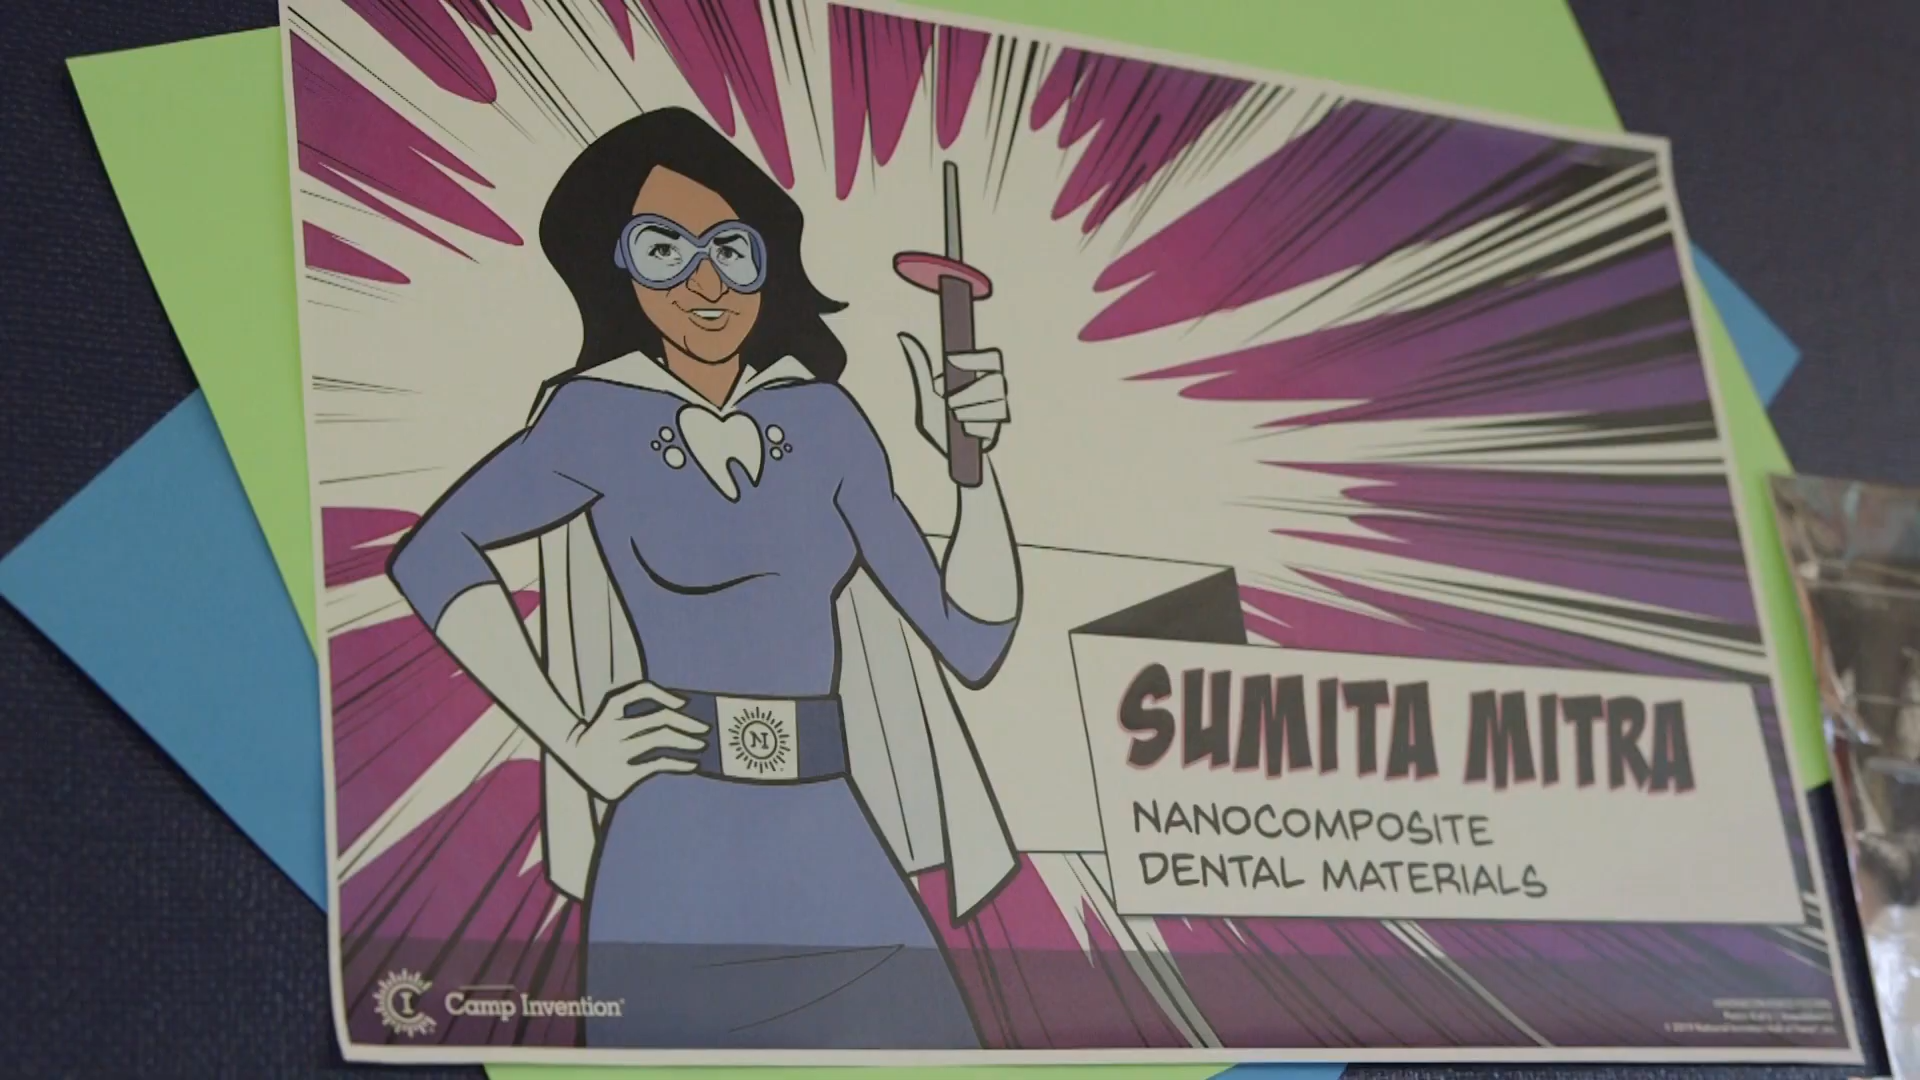 SUMITA MITRA
NANOCOMPOSITE
DENTAL MATERIALS
N
I
Camp Invention